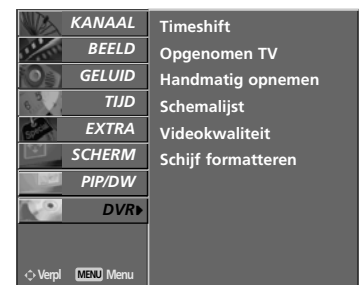 KANAAL
BEELD
GELUID
TIJD
EXTRA
SCHERM
PIP/DW
DVR
Verpl MENU Menu
Timeshift
Opgenomen TV
Handmatig opnemen
Schemalijst
Videokwaliteit
Schijf formatteren